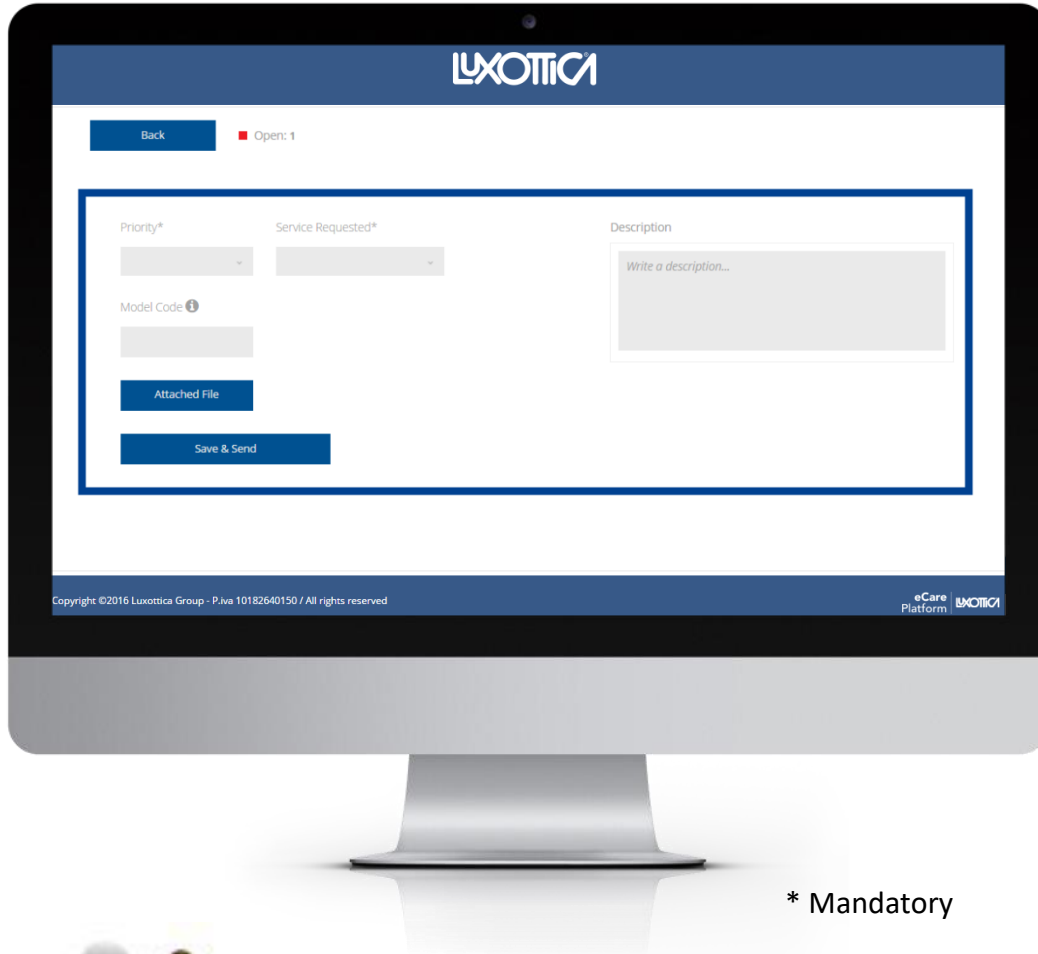 LUXOTTICA
Back
Open: 1
Priority*
Service Requested*
Description
Write a description...
Model Code
Attached File
Save & Send
Copyright ©2016 Luxottica Group - P.iva 10182640150 / All rights reserved
eCare
Platform
LUXOTTICA
* Mandatory